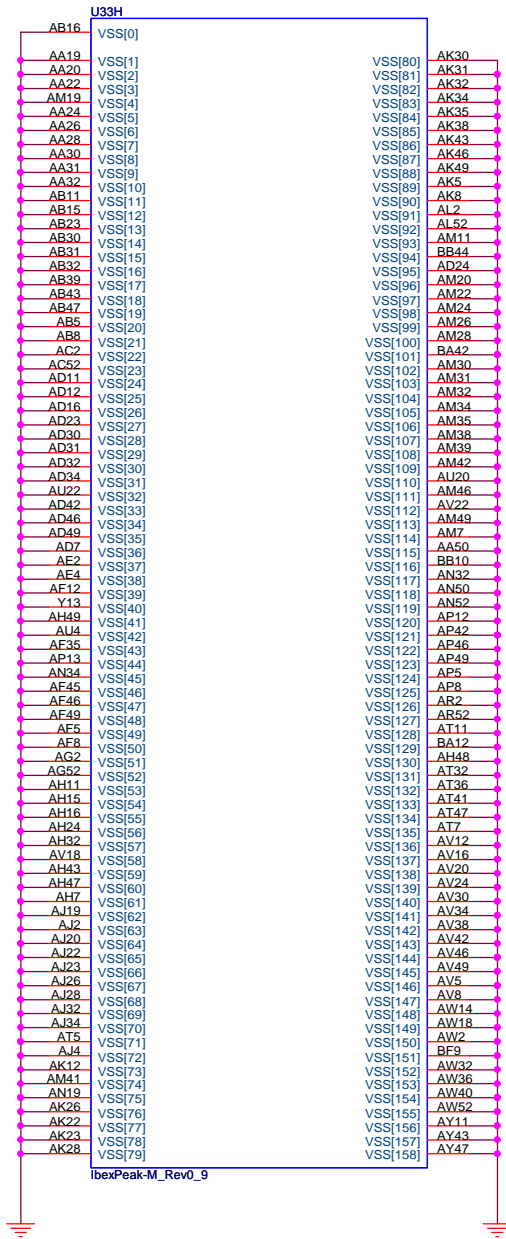 U33H
AB16 VSS[0]
AA19 VSS[1] VSS[80] AK30
AA20 VSS[2] VSS[81] AK31
AA22 VSS[3] VSS[82] AK32
AM19 VSS[4] VSS[83] AK34
AA24 VSS[5] VSS[84] AK35
AA26 VSS[6] VSS[85] AK38
AA28 VSS[7] VSS[86] AK43
AA30 VSS[8] VSS[87] AK46
AA31 VSS[9] VSS[88] AK49
AA32 VSS[10] VSS[89] AK5
AB11 VSS[11] VSS[90] AK8
AB15 VSS[12] VSS[91] AL2
AB23 VSS[13] VSS[92] AL52
AB30 VSS[14] VSS[93] AM11
AB31 VSS[15] VSS[94] BB44
AB32 VSS[16] VSS[95] AD24
AB39 VSS[17] VSS[96] AM20
AB43 VSS[18] VSS[97] AM22
AB47 VSS[19] VSS[98] AM24
AB5 VSS[20] VSS[99] AM26
AB8 VSS[21] VSS[100] AM28
AC2 VSS[22] VSS[101] BA42
AC52 VSS[23] VSS[102] AM30
AD11 VSS[24] VSS[103] AM31
AD12 VSS[25] VSS[104] AM32
AD16 VSS[26] VSS[105] AM34
AD23 VSS[27] VSS[106] AM35
AD30 VSS[28] VSS[107] AM38
AD31 VSS[29] VSS[108] AM39
AD32 VSS[30] VSS[109] AM42
AD34 VSS[31] VSS[110] AU20
AU22 VSS[32] VSS[111] AM46
AD42 VSS[33] VSS[112] AV22
AD46 VSS[34] VSS[113] AM49
AD49 VSS[35] VSS[114] AM7
AD7 VSS[36] VSS[115] AA50
AE2 VSS[37] VSS[116] BB10
AE4 VSS[38] VSS[117] AN32
AF12 VSS[39] VSS[118] AN50
Y13 VSS[40] VSS[119] AN52
AH49 VSS[41] VSS[120] AP12
AU4 VSS[42] VSS[121] AP42
AF35 VSS[43] VSS[122] AP46
AP13 VSS[44] VSS[123] AP49
AN34 VSS[45] VSS[124] AP5
AF45 VSS[46] VSS[125] AP8
AF46 VSS[47] VSS[126] AR2
AF49 VSS[48] VSS[127] AR52
AF5 VSS[49] VSS[128] AT11
AF8 VSS[50] VSS[129] BA12
AG2 VSS[51] VSS[130] AH48
AG52 VSS[52] VSS[131] AT32
AH11 VSS[53] VSS[132] AT36
AH15 VSS[54] VSS[133] AT41
AH16 VSS[55] VSS[134] AT47
AH24 VSS[56] VSS[135] AT7
AH32 VSS[57] VSS[136] AV12
AV18 VSS[58] VSS[137] AV16
AH43 VSS[59] VSS[138] AV20
AH47 VSS[60] VSS[139] AV24
AH7 VSS[61] VSS[140] AV30
AJ19 VSS[62] VSS[141] AV34
AJ2 VSS[63] VSS[142] AV38
AJ20 VSS[64] VSS[143] AV42
AJ22 VSS[65] VSS[144] AV46
AJ23 VSS[66] VSS[145] AV49
AJ26 VSS[67] VSS[146] AV5
AJ28 VSS[68] VSS[147] AV8
AJ32 VSS[69] VSS[148] AW14
AJ34 VSS[70] VSS[149] AW18
AT5 VSS[71] VSS[150] AW2
AJ4 VSS[72] VSS[151] BF9
AK12 VSS[73] VSS[152] AW32
AM41 VSS[74] VSS[153] AW36
AN19 VSS[75] VSS[154] AW40
AK26 VSS[76] VSS[155] AW52
AK22 VSS[77] VSS[156] AY11
AK23 VSS[78] VSS[157] AY43
AK28 VSS[79] VSS[158] AY47
IbexPeak-M_Rev0_9